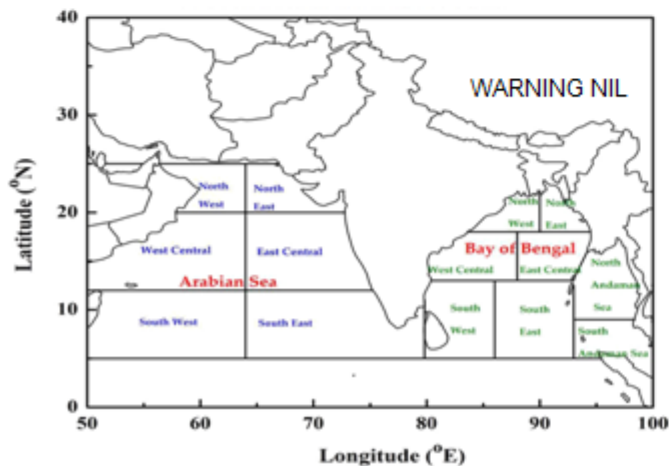 40
WARNING NIL
30
Latitude (°N)
North
West
North
East
20
North
West
North
East
West Central
East Central
Bay of Bengal
West Central
East Central
North
Andaman
Sea
Arabian Sea
10
South West
South East
South
West
South
East
South
Andaman Sea
0
50
60
70
80
90
100
Longitude (°E)